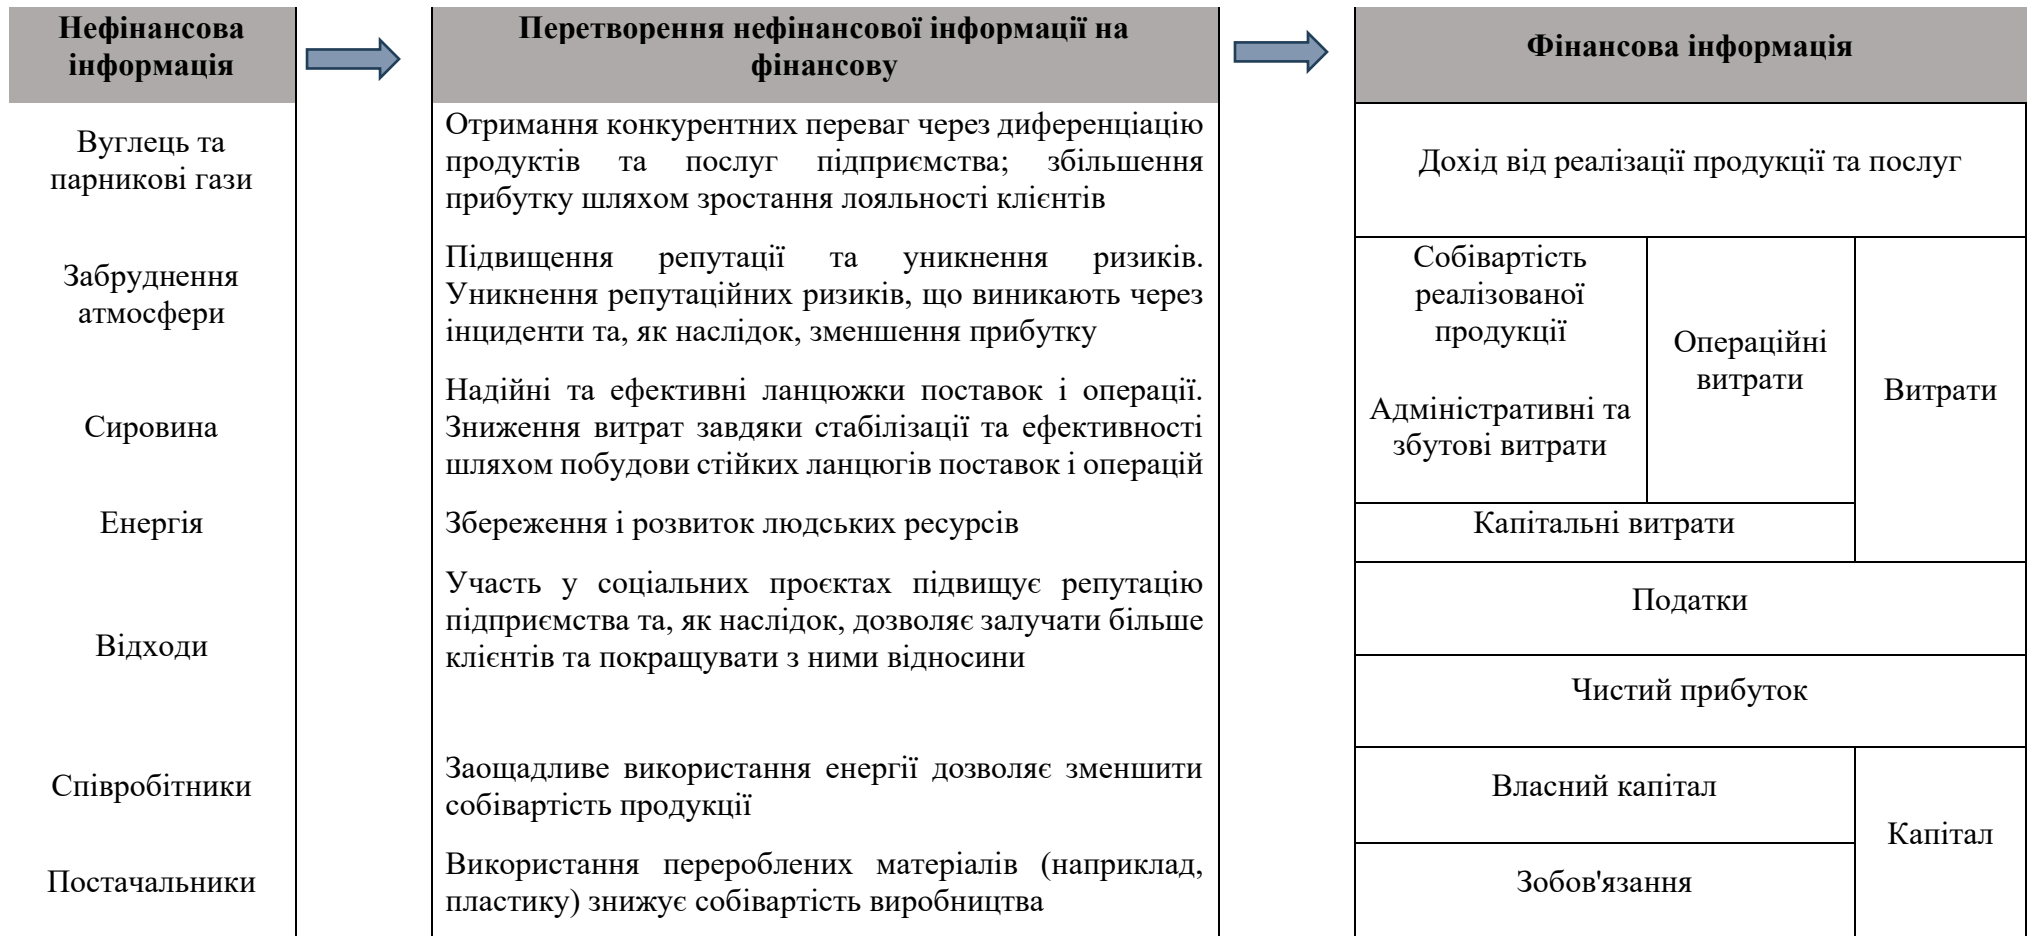 Нефінансова
інформація
Перетворення нефінансової інформації на
фінансову
Фінансова інформація
Вуглець та
парникові гази
Забруднення
атмосфери
Сировина
Енергія
Відходи
Співробітники
Постачальники
Отримання конкурентних переваг через диференціацію
продуктів та послуг підприємства; збільшення
прибутку шляхом зростання лояльності клієнтів
Підвищення репутації та уникнення ризиків.
Уникнення репутаційних ризиків, що виникають через
інциденти та, як наслідок, зменшення прибутку
Надійні та ефективні ланцюжки поставок і операції.
Зниження витрат завдяки стабілізації та ефективності
шляхом побудови стійких ланцюгів поставок і операцій
Збереження і розвиток людських ресурсів
Участь у соціальних проєктах підвищує репутацію
підприємства та, як наслідок, дозволяє залучати більше
клієнтів та покращувати з ними відносини
Заощадливе використання енергії дозволяє зменшити
собівартість продукції
Використання перероблених матеріалів (наприклад,
пластику) знижує собівартість виробництва
Дохід від реалізації продукції та послуг
Собівартість
реалізованої
продукції
Адміністративні та
збутові витрати
Операційні
витрати
Витрати
Капітальні витрати
Податки
Чистий прибуток
Власний капітал
Зобов'язання
Капітал